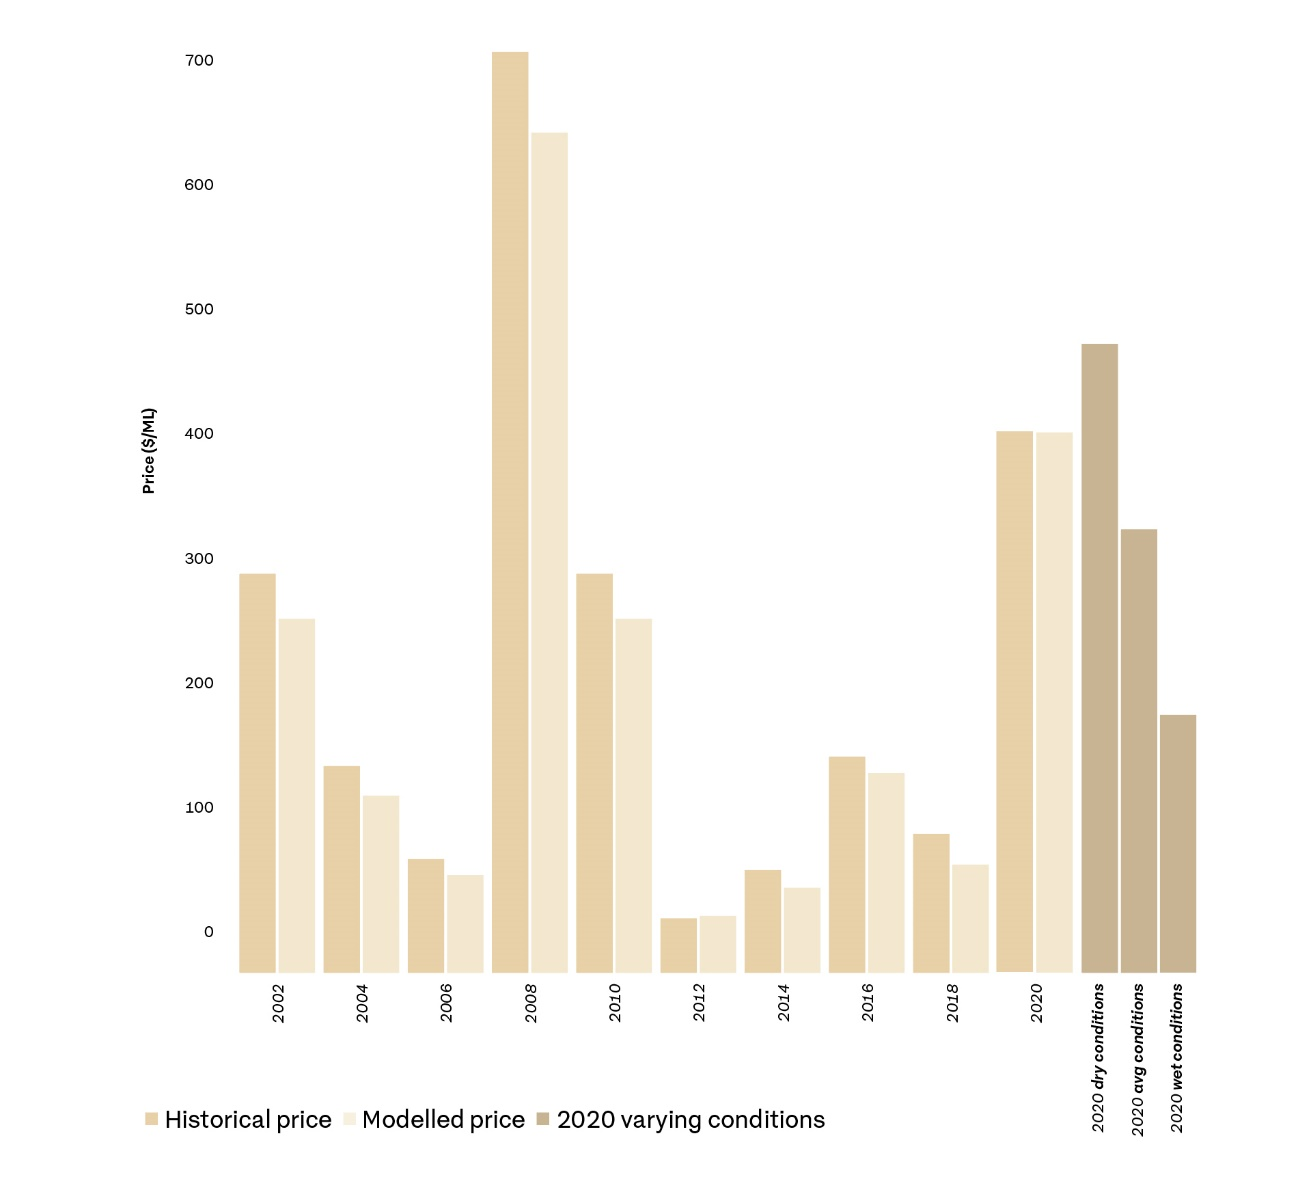 700
600
500
400
300
200
100
0
Price ($/ML)
2002
2004
2006
2008
2010
2012
2014
2016
2018
2020
2020 dry conditions
2020 avg conditions
2020 wet conditions
Historical price
Modelled price
2020 varying conditions